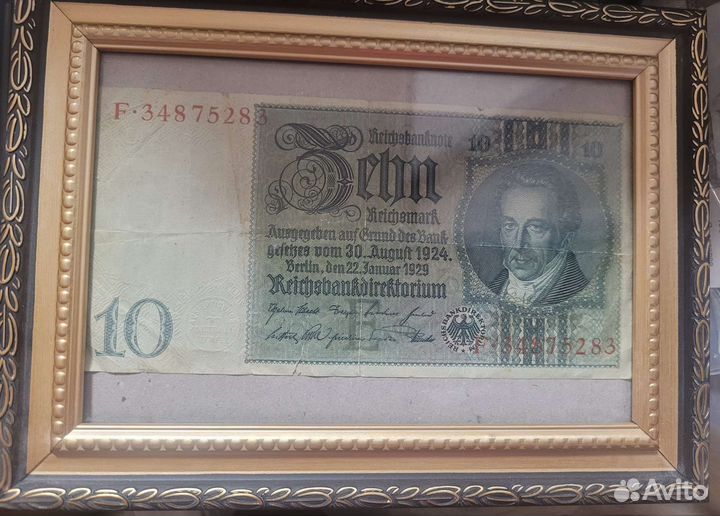 F·34875283
Reichsbanknote
10 10
Zehn
Reichsmark
Ausgegeben auf Grund des Bank
gesetzes vom 30. August 1924.
Berlin, den 22. Januar 1929
Reichsbankdirektorium
REICHSBANKDIREKTORIUM
F·34875283
10
Avito